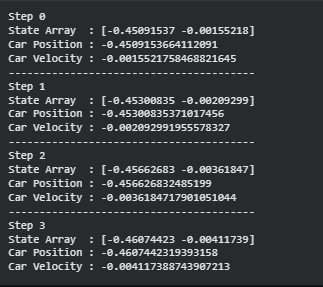 Step 0
State Array  : [-0.45091537 -0.00155218]
Car Position : -0.4509153664112091
Car Velocity : -0.0015521758468821645
----------------------------------------
Step 1
State Array  : [-0.45300835 -0.00209299]
Car Position : -0.45300835371017456
Car Velocity : -0.002092991955578327
----------------------------------------
Step 2
State Array  : [-0.45662683 -0.00361847]
Car Position : -0.456626832485199
Car Velocity : -0.0036184717901051044
----------------------------------------
Step 3
State Array  : [-0.46074423 -0.00411739]
Car Position : -0.4607442319393158
Car Velocity : -0.004117388743907213